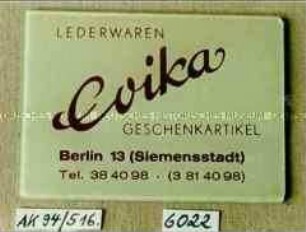 LEDERWAREN
Evika
GESCHENKARTIKEL
Berlin 13 (Siemensstadt)
Tel. 38 40 98 · (3 81 40 98)
AK 94/516.
6022